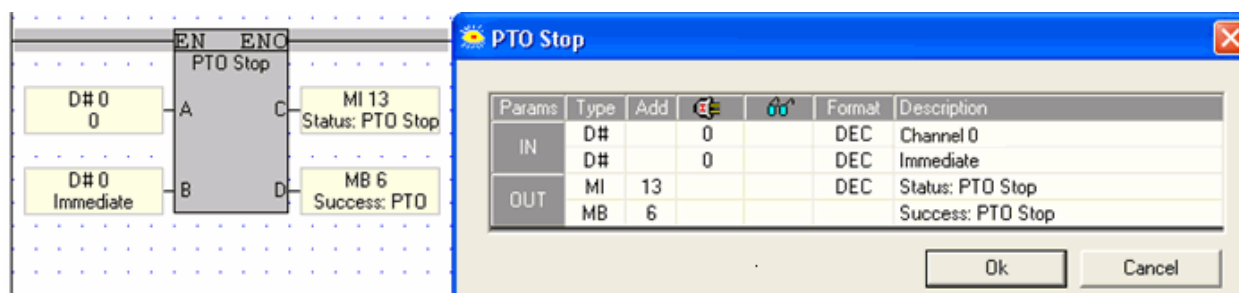 EN ENO
PTO Stop
D# 0
0
A
C
MI 13
Status: PTO Stop
D# 0
Immediate
B
D
MB 6
Success: PTO
PTO Stop
Params Type Add Format Description
IN D# 0 DEC Channel 0
D# 0 DEC Immediate
OUT MI 13 DEC Status: PTO Stop
MB 6 Success: PTO Stop
Ok Cancel